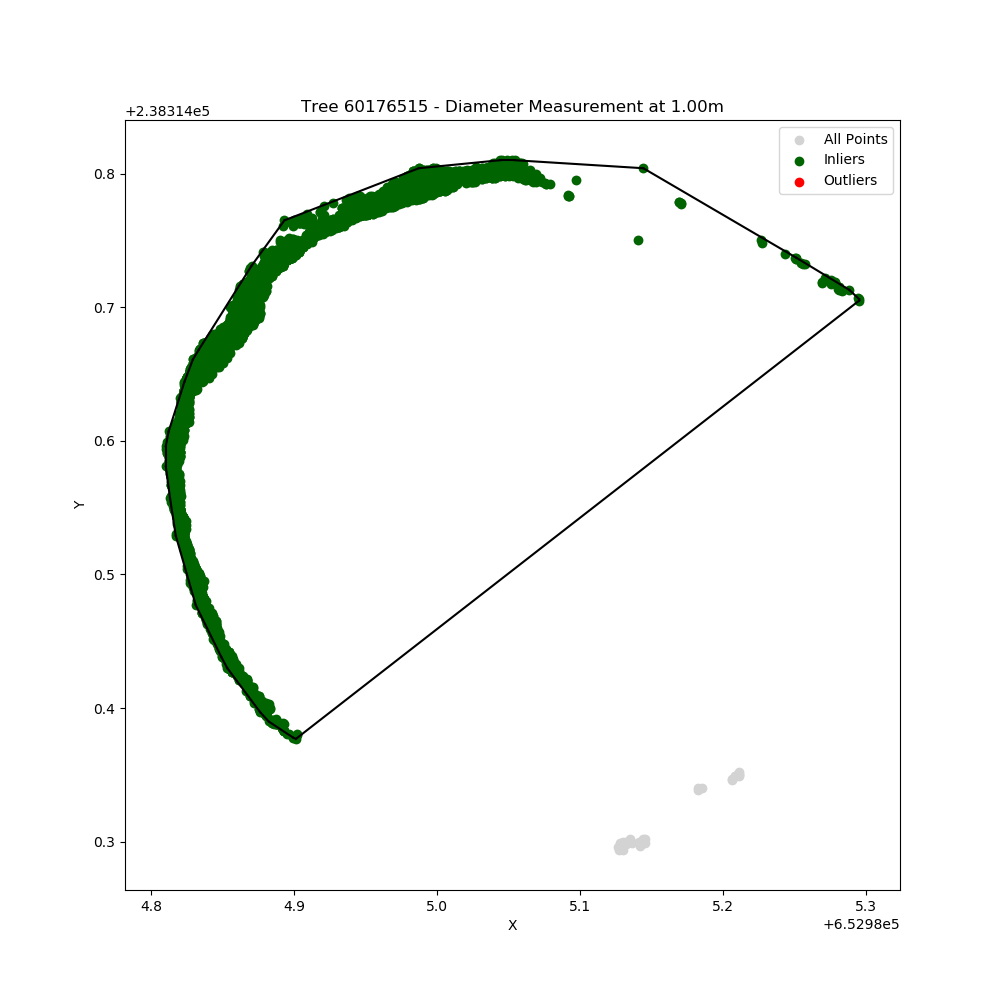 Tree 60176515 - Diameter Measurement at 1.00m
+2.38314e5
All Points
Inliers
Outliers
0.8
0.7
0.6
0.5
0.4
0.3
Y
4.8 4.9 5.0 5.1 5.2 5.3
X
+6.5298e5